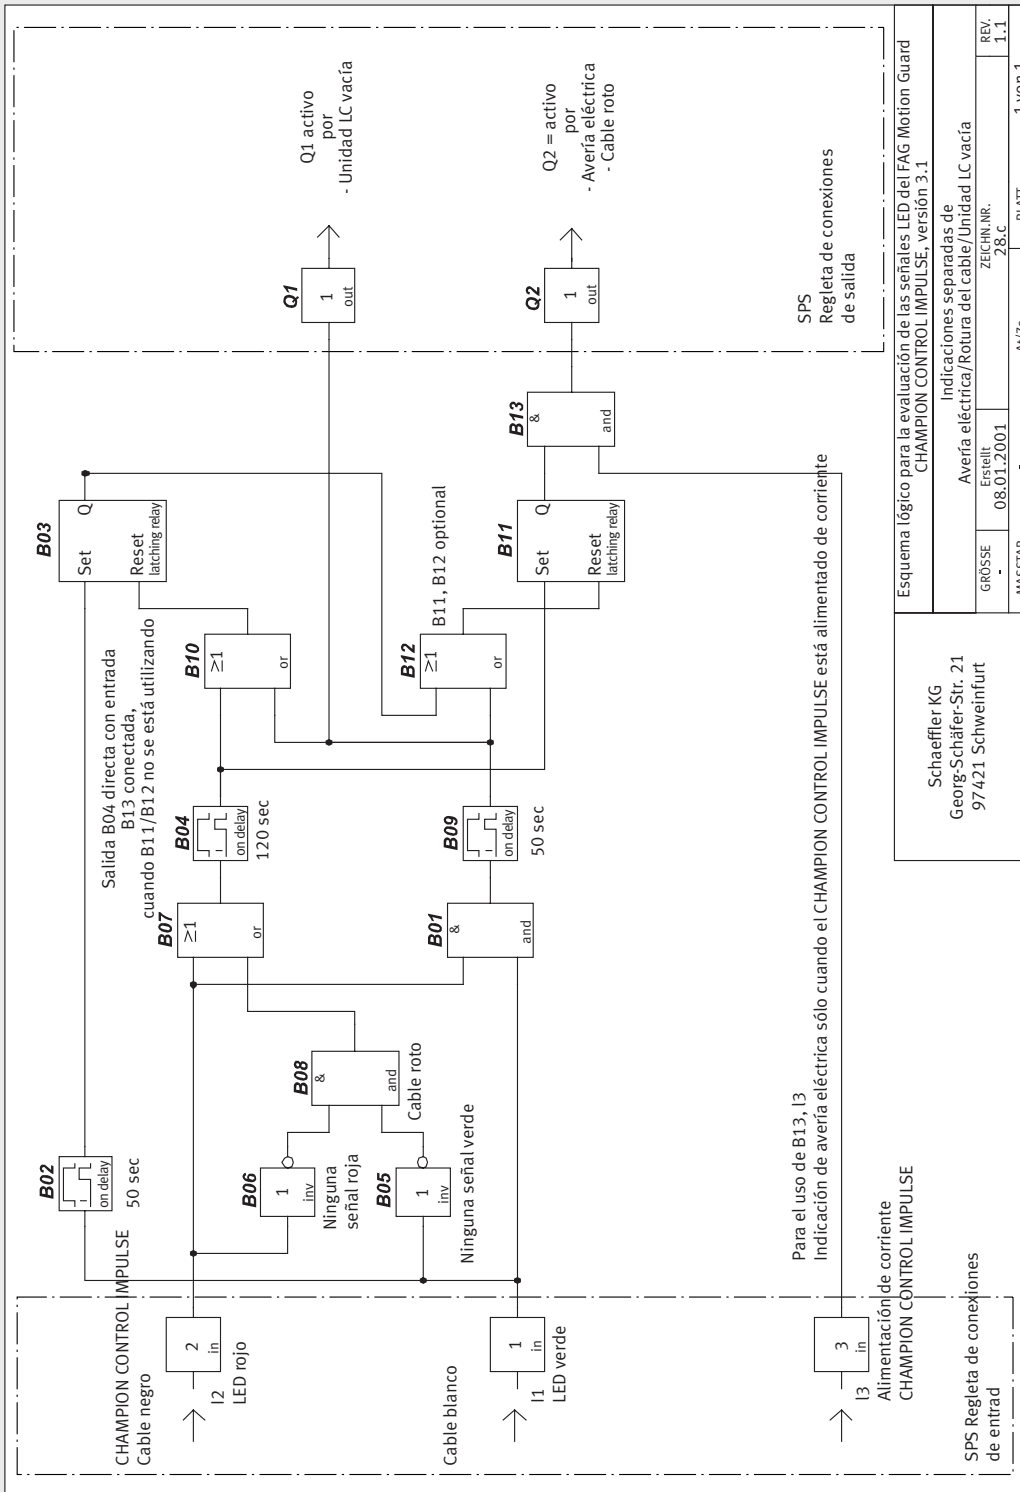 CHAMPION CONTROL IMPULSE
Cable negro
2
in
I2
LED rojo
Cable blanco
1
in
I1
LED verde
3
in
I3
Alimentación de corriente
CHAMPION CONTROL IMPULSE
SPS Regleta de conexiones
de entrad
B02
on delay
50 sec
B06
1
inv
Ninguna
señal roja
B05
1
inv
Ninguna señal verde
B08
&
and
Cable roto
B07
≥1
or
B01
&
and
B04
on delay
120 sec
B09
on delay
50 sec
Salida B04 directa con entrada
B13 conectada,
cuando B11/B12 no se está utilizando
B10
≥1
or
B12
≥1
or
B11, B12 optional
B03
Set
Q
Reset
latching relay
B11
Set
Q
Reset
latching relay
B13
&
and
Para el uso de B13, I3
Indicación de avería eléctrica sólo cuando el CHAMPION CONTROL IMPULSE está alimentado de corriente
Q1
1
out
Q1 activo
por
- Unidad LC vacía
Q2
1
out
Q2 = activo
por
- Avería eléctrica
- Cable roto
SPS
Regleta de conexiones
de salida
Schaeffler KG
Georg-Schäfer-Str. 21
97421 Schweinfurt
Esquema lógico para la evaluación de las señales LED del FAG Motion Guard
CHAMPION CONTROL IMPULSE, versión 3.1
Indicaciones separadas de
Avería eléctrica/Rotura del cable/Unidad LC vacía
GRÖSSE
-
Erstellt
08.01.2001
ZEICHN.NR.
28.c
REV.
1.1